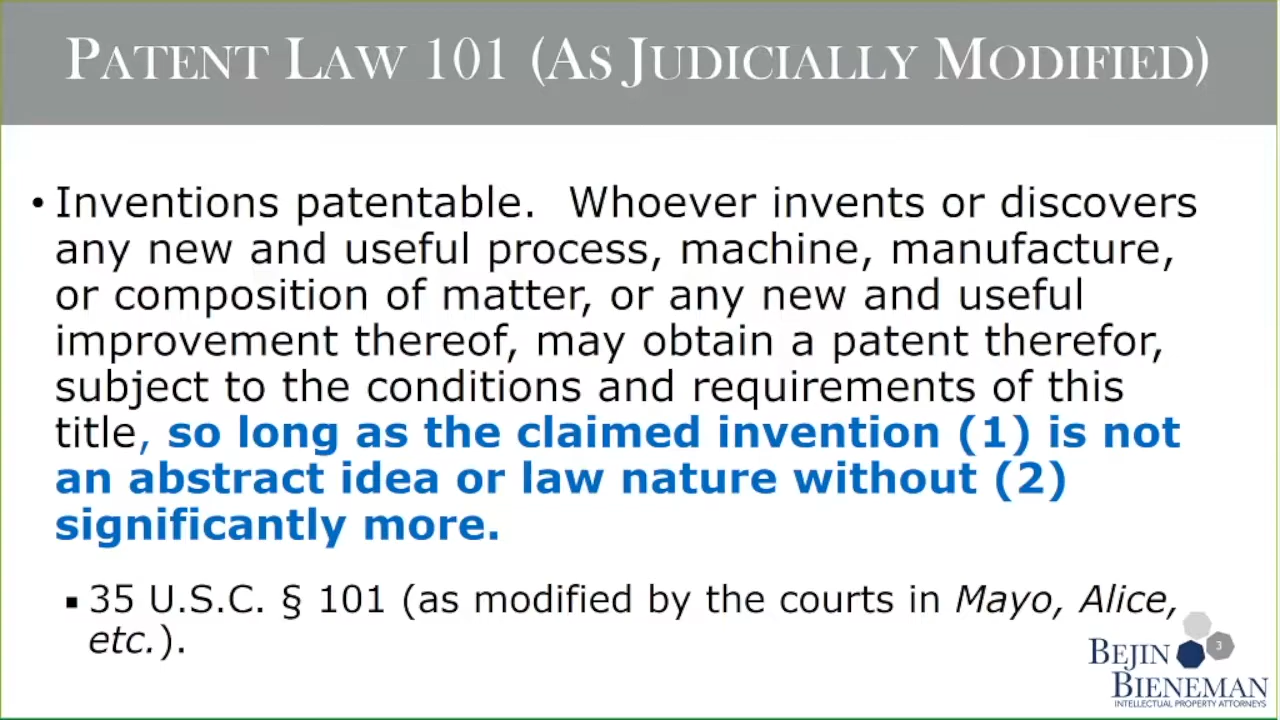 PATENT LAW 101 (AS JUDICIALLY MODIFIED)
• Inventions patentable.  Whoever invents or discovers
any new and useful process, machine, manufacture,
or composition of matter, or any new and useful
improvement thereof, may obtain a patent therefor,
subject to the conditions and requirements of this
title, so long as the claimed invention (1) is not
an abstract idea or law nature without (2)
significantly more.
▪ 35 U.S.C. § 101 (as modified by the courts in Mayo, Alice,
etc.).
3
BEJIN
BIENEMAN
INTELLECTUAL PROPERTY ATTORNEYS